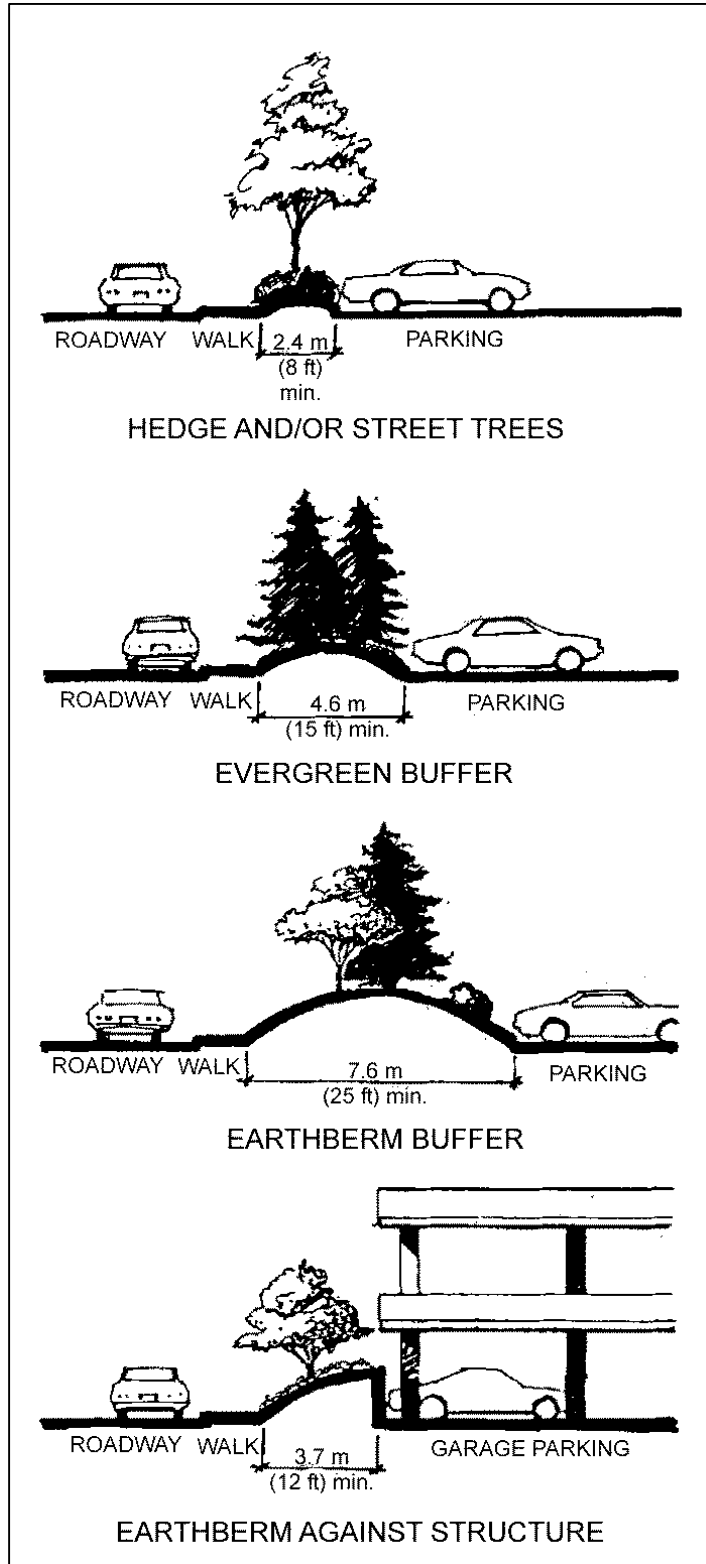 ROADWAY WALK 2.4 m PARKING
(8 ft)
min.
HEDGE AND/OR STREET TREES
ROADWAY WALK 4.6 m PARKING
(15 ft) min.
EVERGREEN BUFFER
ROADWAY WALK 7.6 m PARKING
(25 ft) min.
EARTHBERM BUFFER
ROADWAY WALK 3.7 m GARAGE PARKING
(12 ft) min.
EARTHBERM AGAINST STRUCTURE